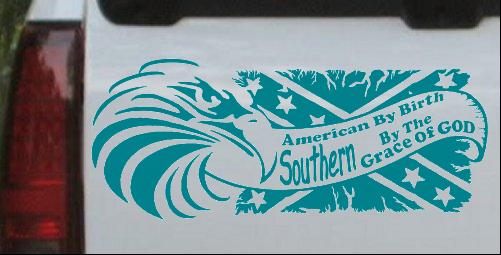 American By Birth
Southern By The
Grace Of GOD